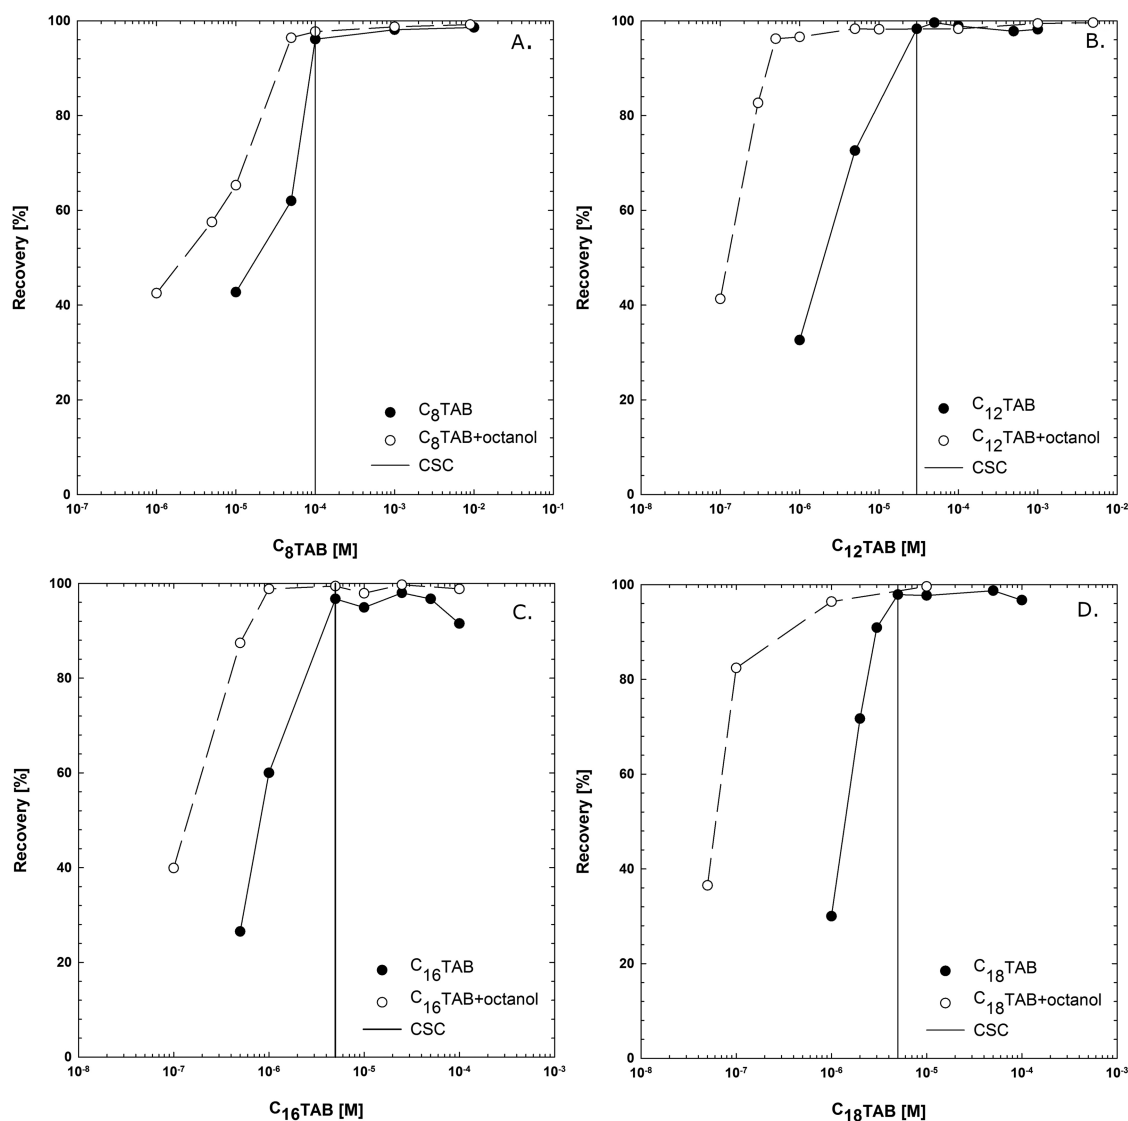 A.
Recovery [%]
100
80
60
40
20
0
C8TAB
C8TAB+octanol
CSC
10-7 10-6 10-5 10-4 10-3 10-2 10-1
C8TAB [M]
B.
Recovery [%]
100
80
60
40
20
0
C12TAB
C12TAB+octanol
CSC
10-8 10-7 10-6 10-5 10-4 10-3 10-2
C12TAB [M]
C.
Recovery [%]
100
80
60
40
20
0
C16TAB
C16TAB+octanol
CSC
10-8 10-7 10-6 10-5 10-4 10-3
C16TAB [M]
D.
Recovery [%]
100
80
60
40
20
0
C18TAB
C18TAB+octanol
CSC
10-8 10-7 10-6 10-5 10-4 10-3
C18TAB [M]